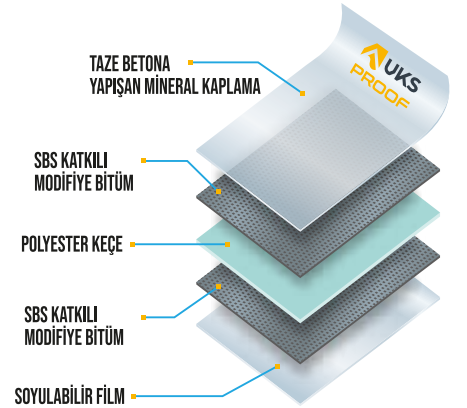 TAZE BETONA
YAPIŞAN MİNERAL KAPLAMA
UKS
PROOF
SBS KATKILI
MODİFİYE BİTÜM
POLYESTER KEÇE
SBS KATKILI
MODİFİYE BİTÜM
SOYULABİLİR FİLM